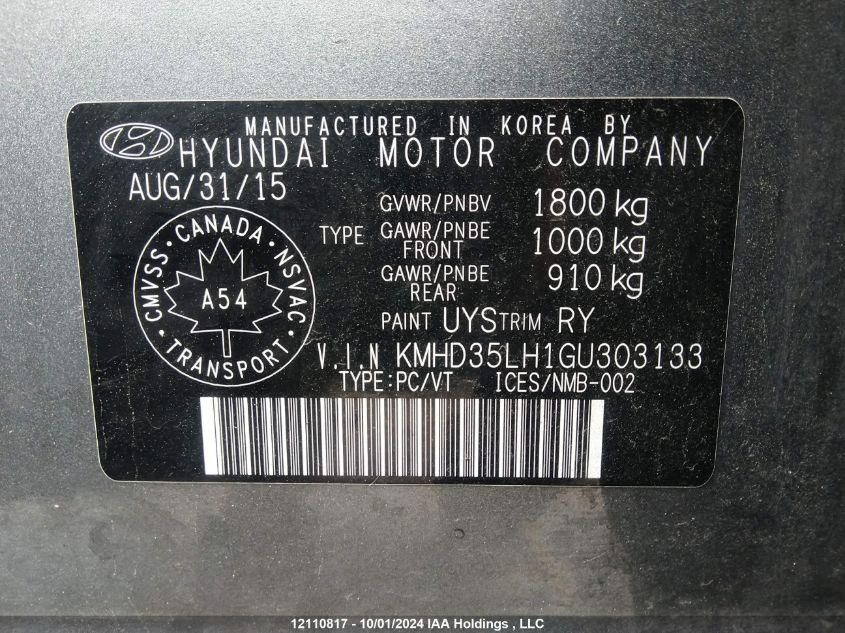 MANUFACTURED IN KOREA BY
HYUNDAI MOTOR COMPANY
AUG/31/15
GVWR/PNBV 1800 kg
TYPE GAWR/PNBE FRONT 1000 kg
GAWR/PNBE REAR 910 kg
CMVSS · CANADA · NSVAC · TRANSPORT ·
A54
PAINT UYS TRIM RY
V.I.N KMHD35LH1GU303133
TYPE:PC/VT ICES/NMB-002
12110817 - 10/01/2024 IAA Holdings , LLC